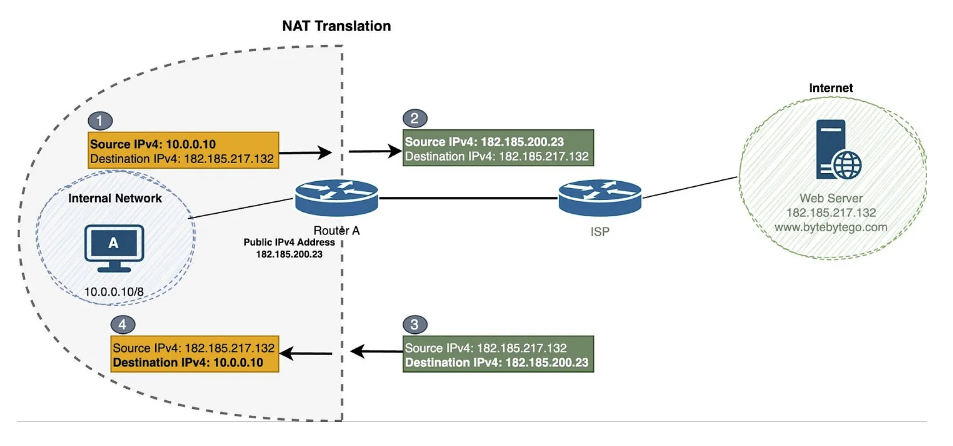 NAT Translation
Internet
1
Source IPv4: 10.0.0.10
Destination IPv4: 182.185.217.132
2
Source IPv4: 182.185.200.23
Destination IPv4: 182.185.217.132
Internal Network
A
10.0.0.10/8
Router A
Public IPv4 Address
182.185.200.23
ISP
Web Server
182.185.217.132
www.bytebytego.com
4
Source IPv4: 182.185.217.132
Destination IPv4: 10.0.0.10
3
Source IPv4: 182.185.217.132
Destination IPv4: 182.185.200.23